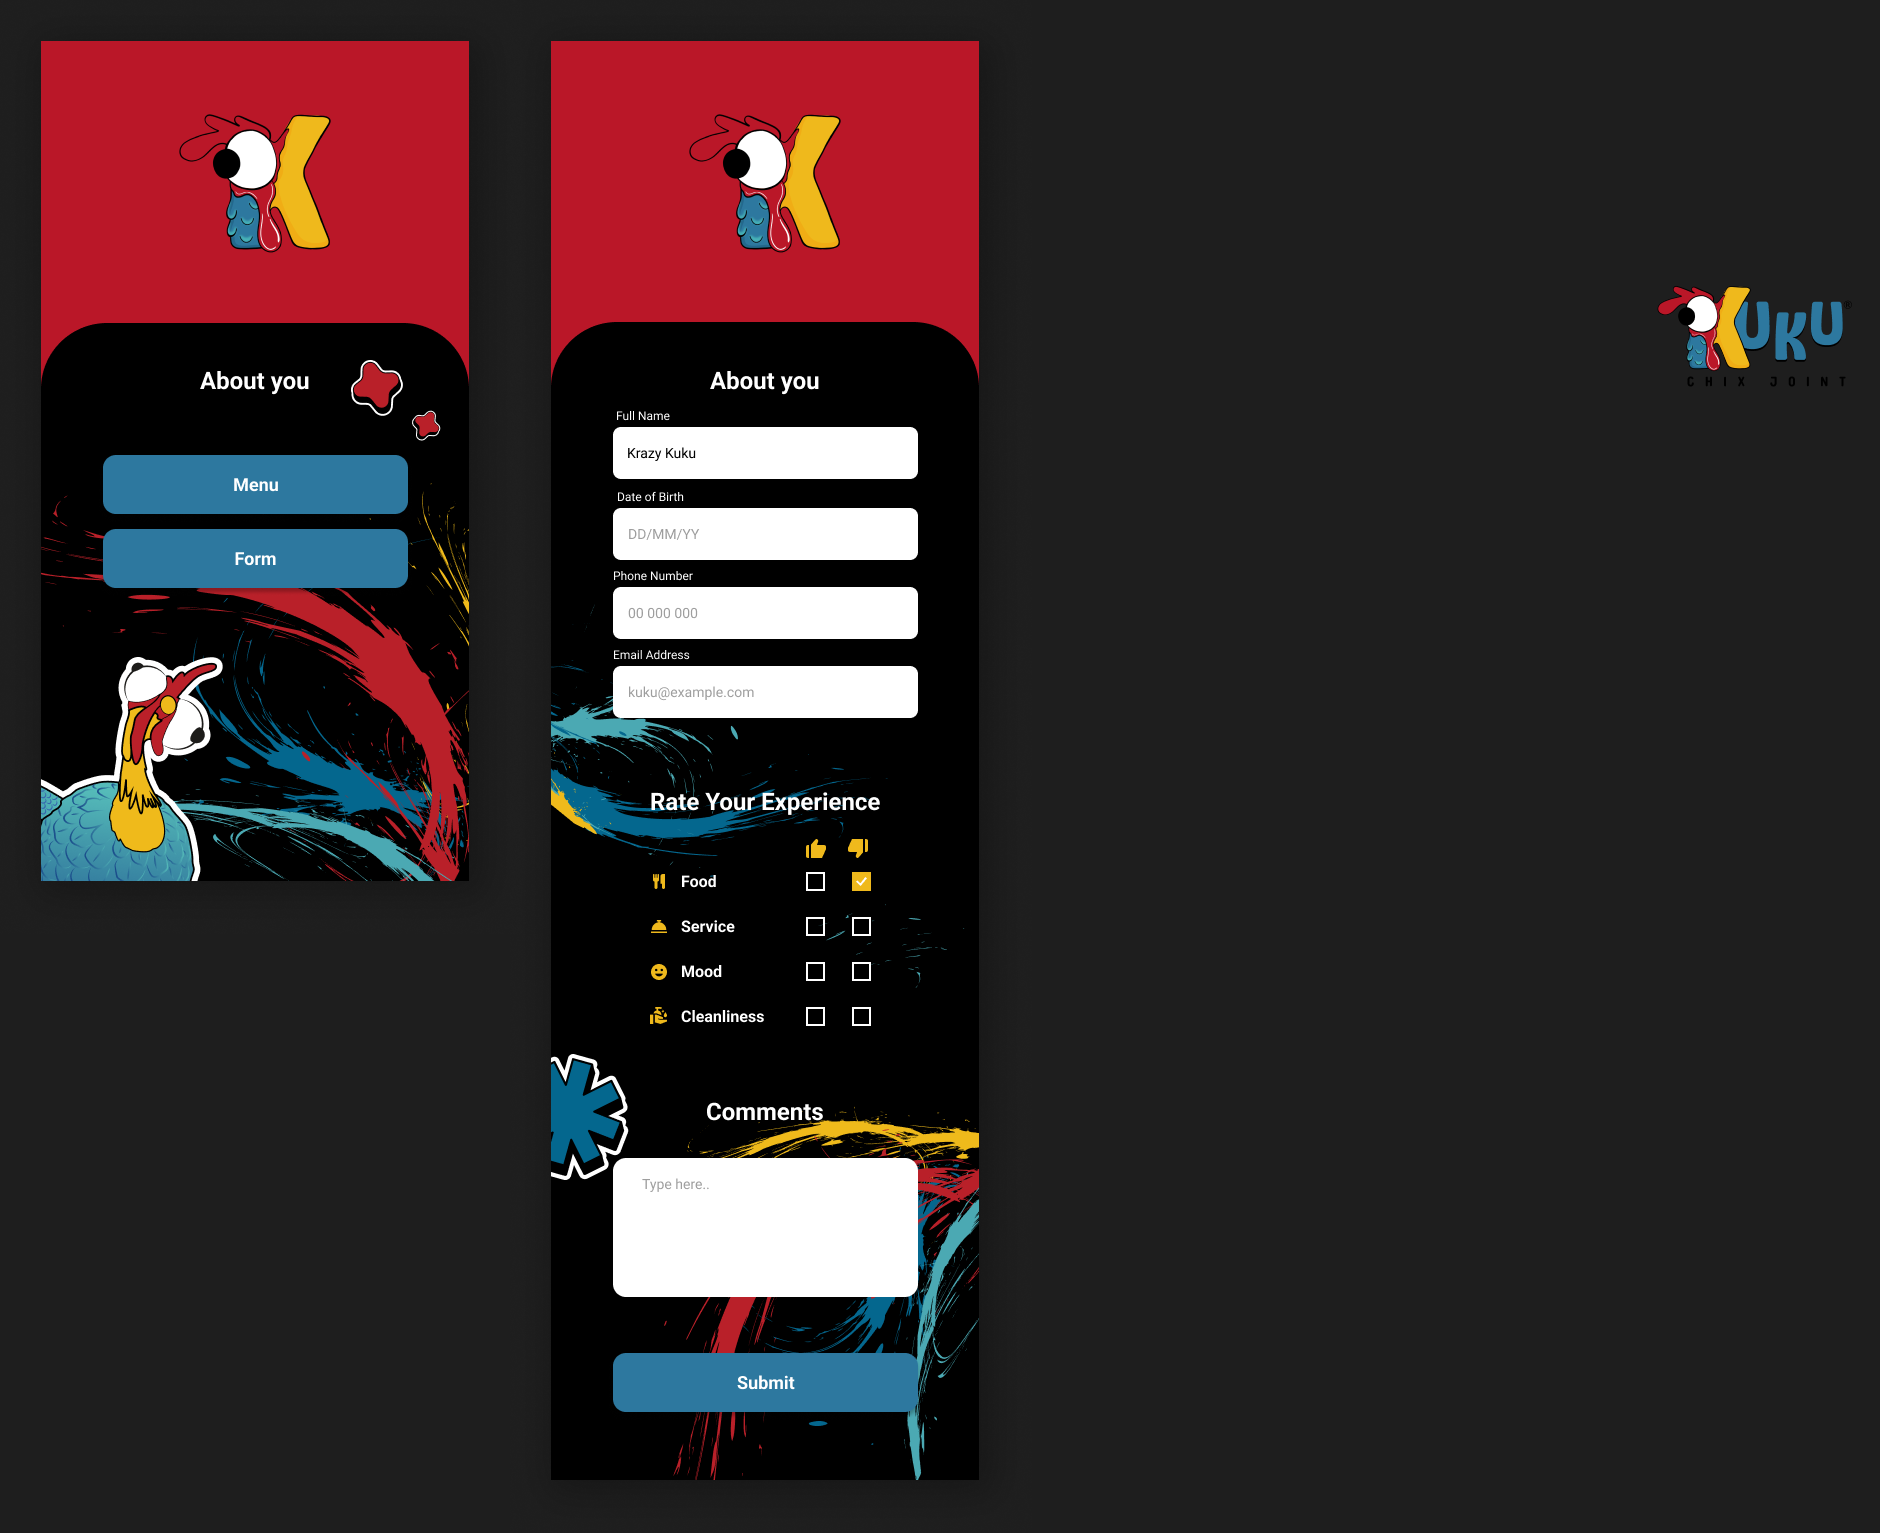 About you
Menu
Form
About you
Full Name
Krazy Kuku
Date of Birth
DD/MM/YY
Phone Number
00 000 000
Email Address
kuku@example.com
Rate Your Experience
Food
Service
Mood
Cleanliness
Comments
Type here..
Submit
KUKU
CHIX JOINT